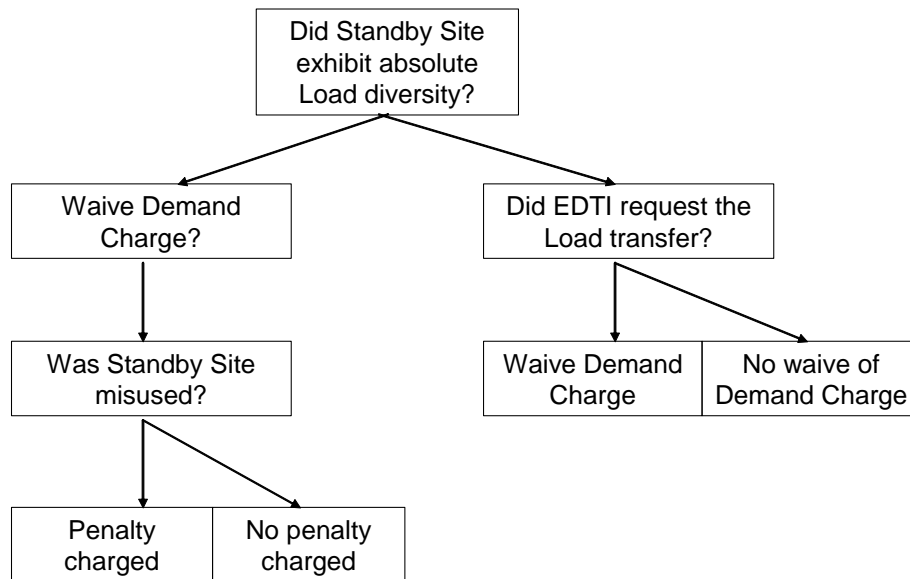 Did Standby Site
exhibit absolute
Load diversity?
Waive Demand
Charge?
Did EDTI request the
Load transfer?
Was Standby Site
misused?
Waive Demand
Charge
No waive of
Demand Charge
Penalty
charged
No penalty
charged